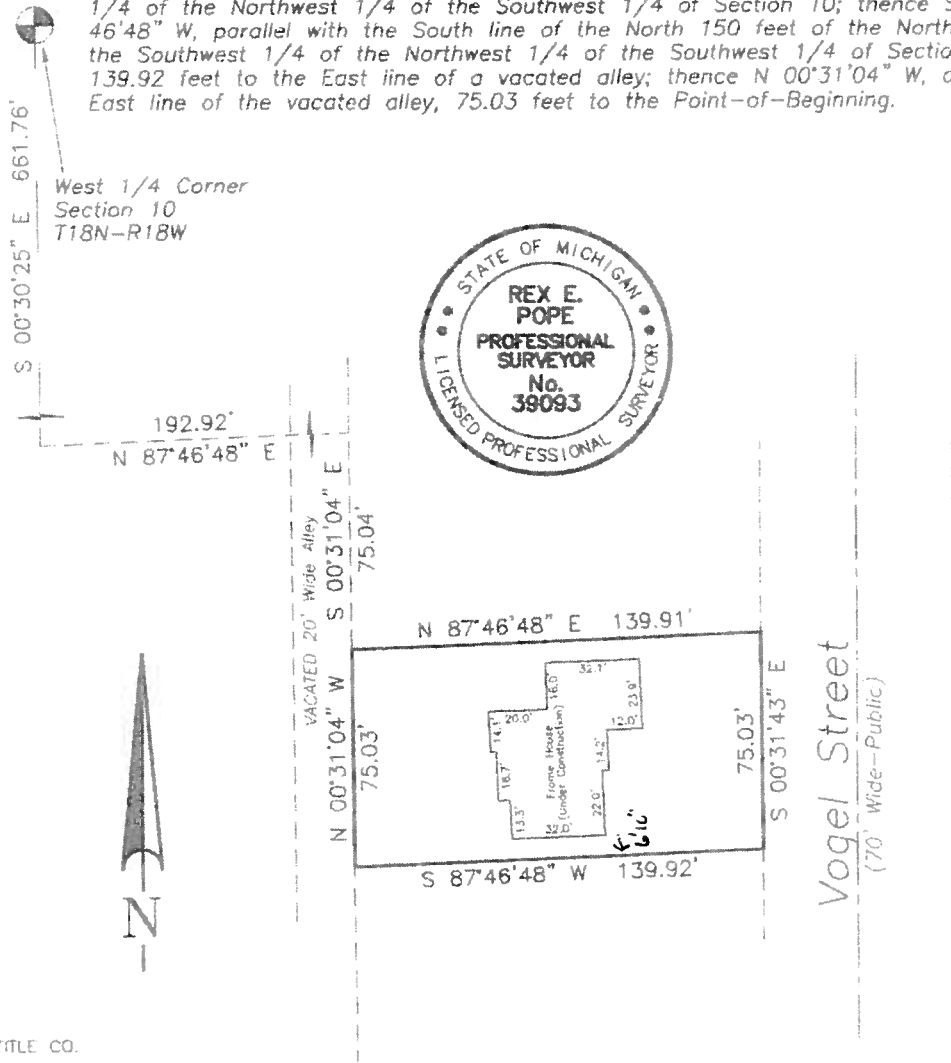 1/4 of the Northwest 1/4 of the Southwest 1/4 of Section 10; thence S
46'48" W, parallel with the South line of the North 150 feet of the North
the Southwest 1/4 of the Northwest 1/4 of the Southwest 1/4 of Sectio
139.92 feet to the East line of a vacated alley; thence N 00°31'04" W, a
East line of the vacated alley, 75.03 feet to the Point-of-Beginning.
S 00°30'25" E 661.76'
West 1/4 Corner
Section 10
T18N-R18W
STATE OF MICHIGAN
REX E.
POPE
PROFESSIONAL
SURVEYOR
No.
39093
LICENSED PROFESSIONAL SURVEYOR
192.92'
N 87°46'48" E
VACATED 20' Wide Alley
S 00°31'04" E
75.04'
N 87°46'48" E 139.91'
N 00°31'04" W
75.03'
32.1'
16.0'
23.9'
20.0'
14.1'
16.7'
13.3'
14.2'
22.0'
Frame House
(Under Construction)
6'10"
75.03'
S 00°31'43" E
S 87°46'48" W 139.92'
Vogel Street
(70' Wide-Public)
N
TITLE CO.